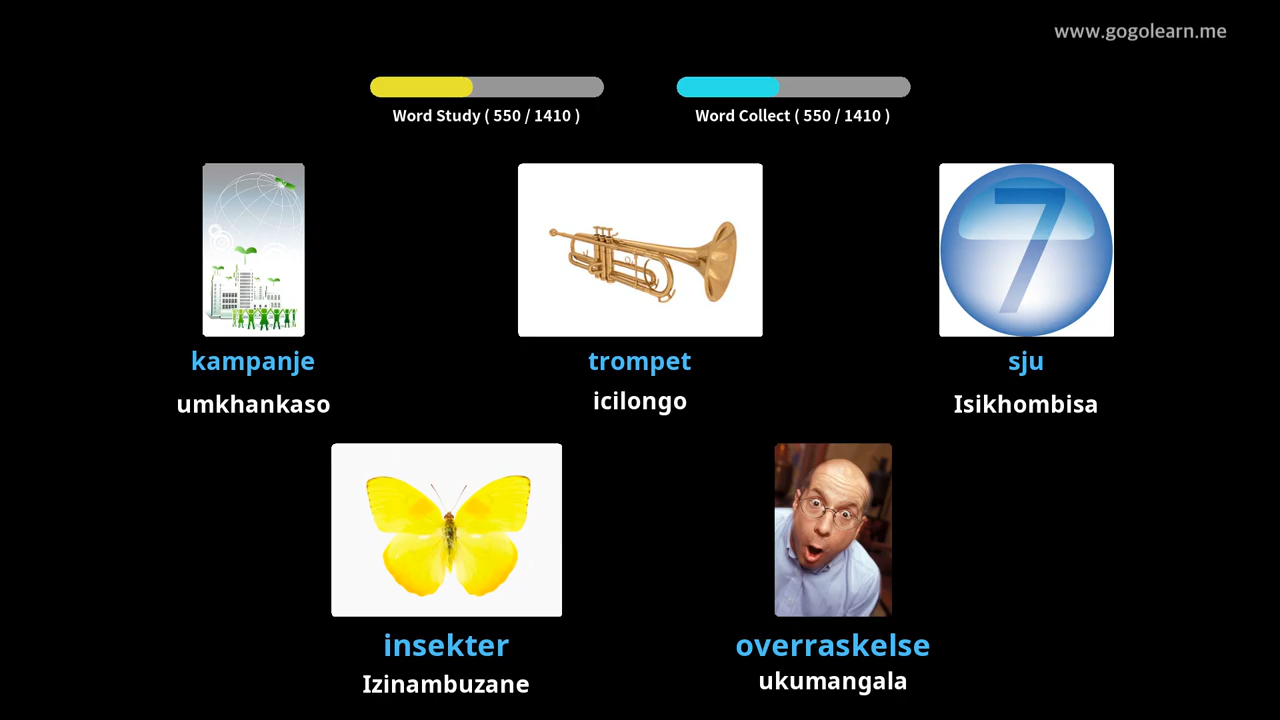 www.gogolearn.me
Word Study ( 550 / 1410 )
Word Collect ( 550 / 1410 )
7
kampanje
trompet
sju
umkhankaso
icilongo
Isikhombisa
insekter
overraskelse
Izinambuzane
ukumangala